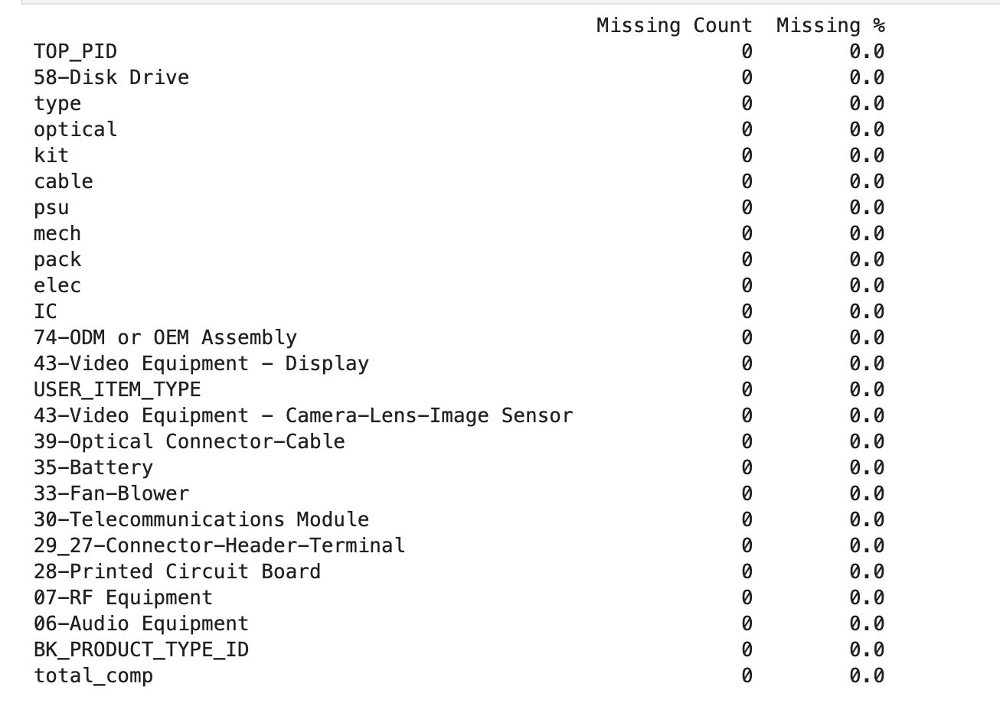 Missing Count  Missing %
TOP_PID 0 0.0
58-Disk Drive 0 0.0
type 0 0.0
optical 0 0.0
kit 0 0.0
cable 0 0.0
psu 0 0.0
mech 0 0.0
pack 0 0.0
elec 0 0.0
IC 0 0.0
74-ODM or OEM Assembly 0 0.0
43-Video Equipment - Display 0 0.0
USER_ITEM_TYPE 0 0.0
43-Video Equipment - Camera-Lens-Image Sensor 0 0.0
39-Optical Connector-Cable 0 0.0
35-Battery 0 0.0
33-Fan-Blower 0 0.0
30-Telecommunications Module 0 0.0
29_27-Connector-Header-Terminal 0 0.0
28-Printed Circuit Board 0 0.0
07-RF Equipment 0 0.0
06-Audio Equipment 0 0.0
BK_PRODUCT_TYPE_ID 0 0.0
total_comp 0 0.0